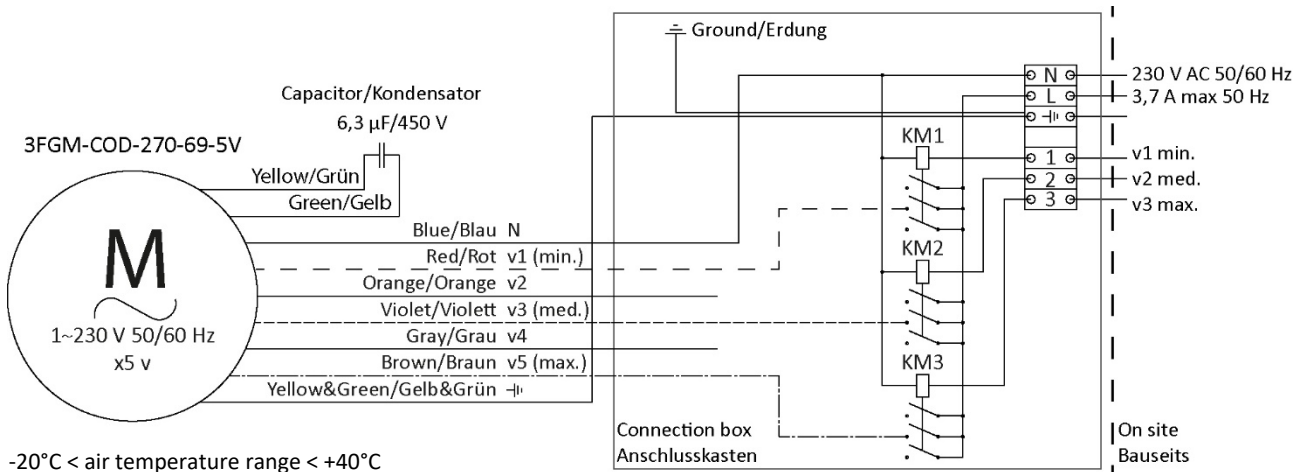 Ground/Erdung
N
230 V AC 50/60 Hz
L
3,7 A max 50 Hz
Capacitor/Kondensator
6,3 µF/450 V
3FGM-COD-270-69-5V
KM1
1
v1 min.
2
v2 med.
3
v3 max.
Yellow/Grün
Green/Gelb
M
1~230 V 50/60 Hz
x5 v
Blue/Blau N
Red/Rot v1 (min.)
Orange/Orange v2
Violet/Violett v3 (med.)
Gray/Grau v4
Brown/Braun v5 (max.)
Yellow&Green/Gelb&Grün
KM2
KM3
Connection box
Anschlusskasten
On site
Bauseits
-20°C < air temperature range < +40°C